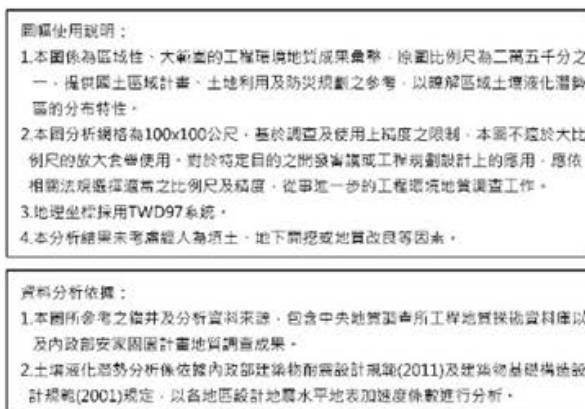 圖幅使用說明：
1.本圖係為區域性、大範圍的工程環境地質成果彙整，原圖比例尺為二萬五千分之
一，提供國土區域計畫、土地利用及防災規劃之參考，以瞭解區域土壤液化潛勢
區的分布特性。
2.本圖分析網格為100x100公尺，基於調查及使用上精度之限制，本圖不適於大比
例尺的放大套疊使用。對於特定目的之開發審議或工程規劃設計上的應用，應依
相關法規選擇適當之比例尺及精度，從事進一步的工程環境地質調查工作。
3.地理坐標採用TWD97系統。
4.本分析結果未考慮經人為填土、地下開挖或地質改良等因素。
資料分析依據：
1.本圖所參考之鑽井及分析資料來源，包含中央地質調查所工程地質探勘資料庫以
及內政部安家固園計畫地質調查成果。
2.土壤液化潛勢分析係依據內政部建築物耐震設計規範(2011)及建築物基礎構造設
計規範(2001)規定，以各地區設計地震水平地表加速度係數進行分析。